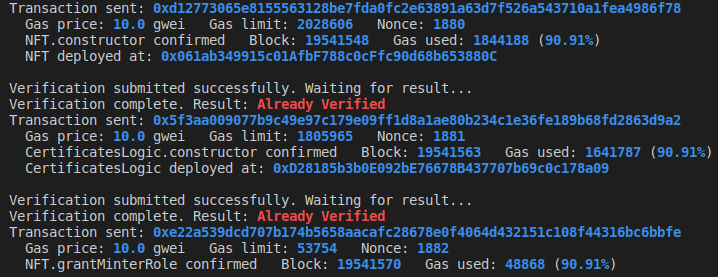 Transaction sent: 0xd12773065e8155563128be7fda0fc2e63891a63d7f526a543710a1fea4986f78
Gas price: 10.0 gwei   Gas limit: 2028606   Nonce: 1880
NFT.constructor confirmed   Block: 19541548   Gas used: 1844188 (90.91%)
NFT deployed at: 0x061ab349915c01AfbF788c0cFfc90d68b653880C

Verification submitted successfully. Waiting for result...
Verification complete. Result: Already Verified
Transaction sent: 0x5f3aa009077b9c49e97c179e09ff1d8a1ae80b234c1e36fe189b68fd2863d9a2
Gas price: 10.0 gwei   Gas limit: 1805965   Nonce: 1881
CertificatesLogic.constructor confirmed   Block: 19541563   Gas used: 1641787 (90.91%)
CertificatesLogic deployed at: 0xD28185b3b0E092bE76678B437707b69c0c178a09

Verification submitted successfully. Waiting for result...
Verification complete. Result: Already Verified
Transaction sent: 0xe22a539dcd707b174b5658aacafc28678e0f4064d432151c108f44316bc6bbfe
Gas price: 10.0 gwei   Gas limit: 53754   Nonce: 1882
NFT.grantMinterRole confirmed   Block: 19541570   Gas used: 48868 (90.91%)